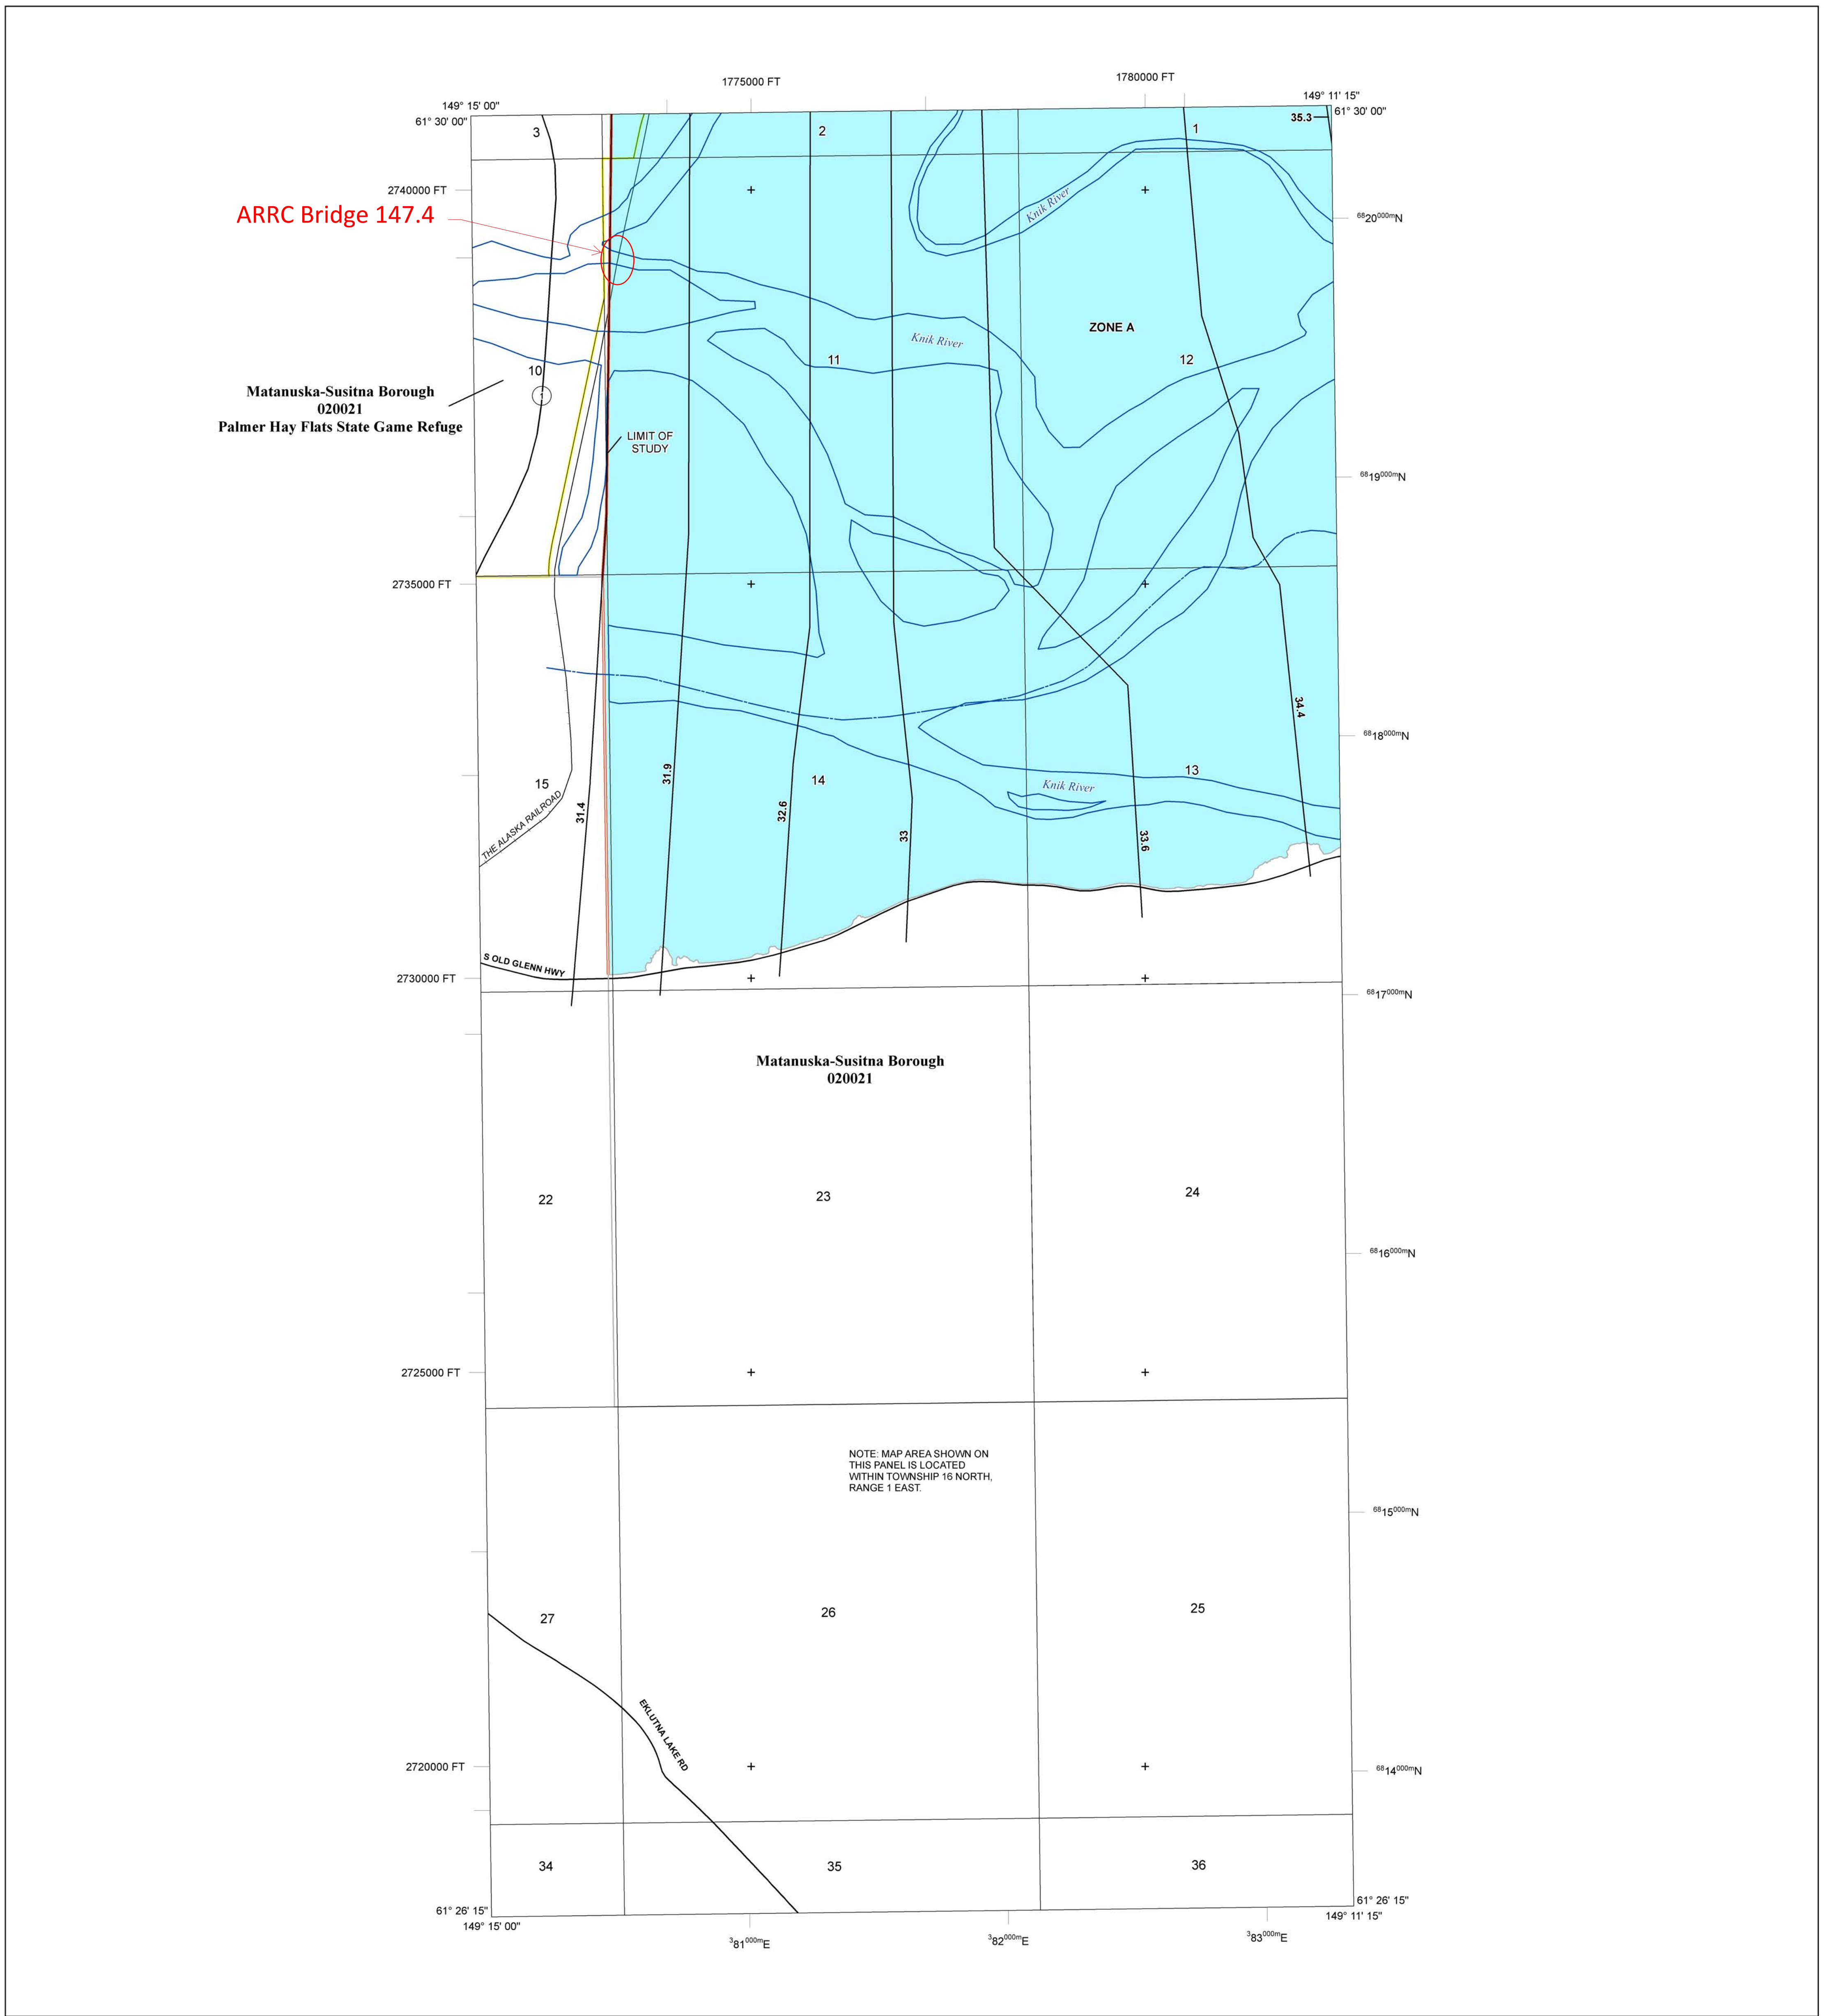 1775000 FT
1780000 FT
149° 15' 00"
149° 11' 15"
61° 30' 00"
61° 30' 00"
35.3
3
2
1
2740000 FT
ARRC Bridge 147.4
Knik River
6820000mN
ZONE A
Knik River
11
12
10
1
Matanuska-Susitna Borough
020021
Palmer Hay Flats State Game Refuge
LIMIT OF
STUDY
6819000mN
2735000 FT
34.4
6818000mN
31.9
14
13
15
Knik River
THE ALASKA RAILROAD
31.4
32.6
33
33.6
S OLD GLENN HWY
2730000 FT
6817000mN
Matanuska-Susitna Borough
020021
22
23
24
6816000mN
2725000 FT
NOTE: MAP AREA SHOWN ON
THIS PANEL IS LOCATED
WITHIN TOWNSHIP 16 NORTH,
RANGE 1 EAST.
6815000mN
27
26
25
EKLUTNA LAKE RD
2720000 FT
6814000mN
34
35
36
61° 26' 15"
61° 26' 15"
149° 15' 00"
149° 11' 15"
381000mE
382000mE
383000mE